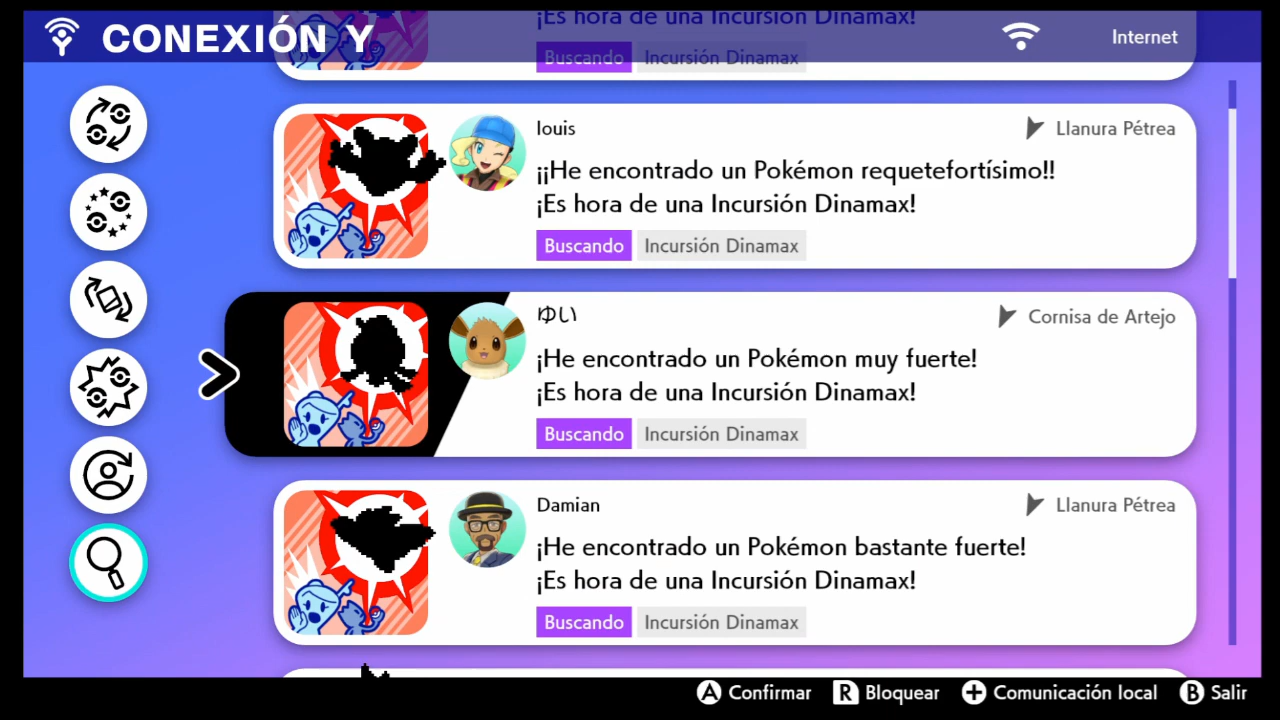 ¡Es hora de una Incursión Dinamax!
CONEXIÓN Y
Internet
Buscando Incursión Dinamax
louis
Llanura Pétrea
¡¡He encontrado un Pokémon requetefortísimo!!
¡Es hora de una Incursión Dinamax!
Buscando Incursión Dinamax
ゆい
Cornisa de Artejo
¡He encontrado un Pokémon muy fuerte!
¡Es hora de una Incursión Dinamax!
Buscando Incursión Dinamax
Damian
Llanura Pétrea
¡He encontrado un Pokémon bastante fuerte!
¡Es hora de una Incursión Dinamax!
Buscando Incursión Dinamax
A Confirmar R Bloquear + Comunicación local B Salir